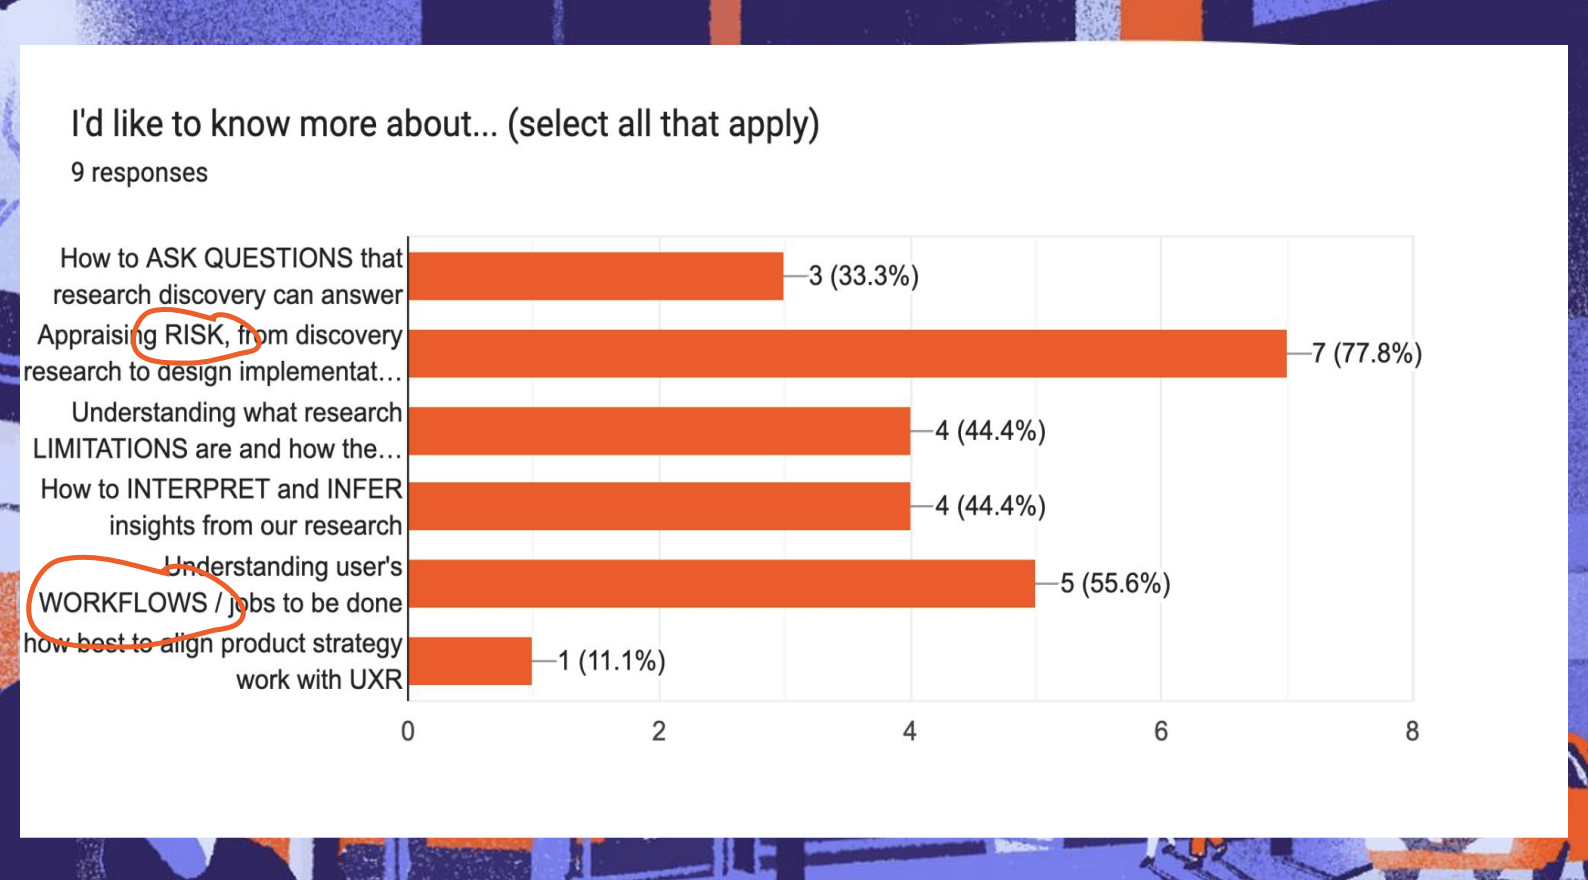 I'd like to know more about... (select all that apply)
9 responses
How to ASK QUESTIONS that
research discovery can answer
3 (33.3%)
Appraising RISK, from discovery
research to design implementat...
7 (77.8%)
Understanding what research
LIMITATIONS are and how the...
4 (44.4%)
How to INTERPRET and INFER
insights from our research
4 (44.4%)
Understanding user's
WORKFLOWS / jobs to be done
5 (55.6%)
how best to align product strategy
work with UXR
1 (11.1%)
0 2 4 6 8